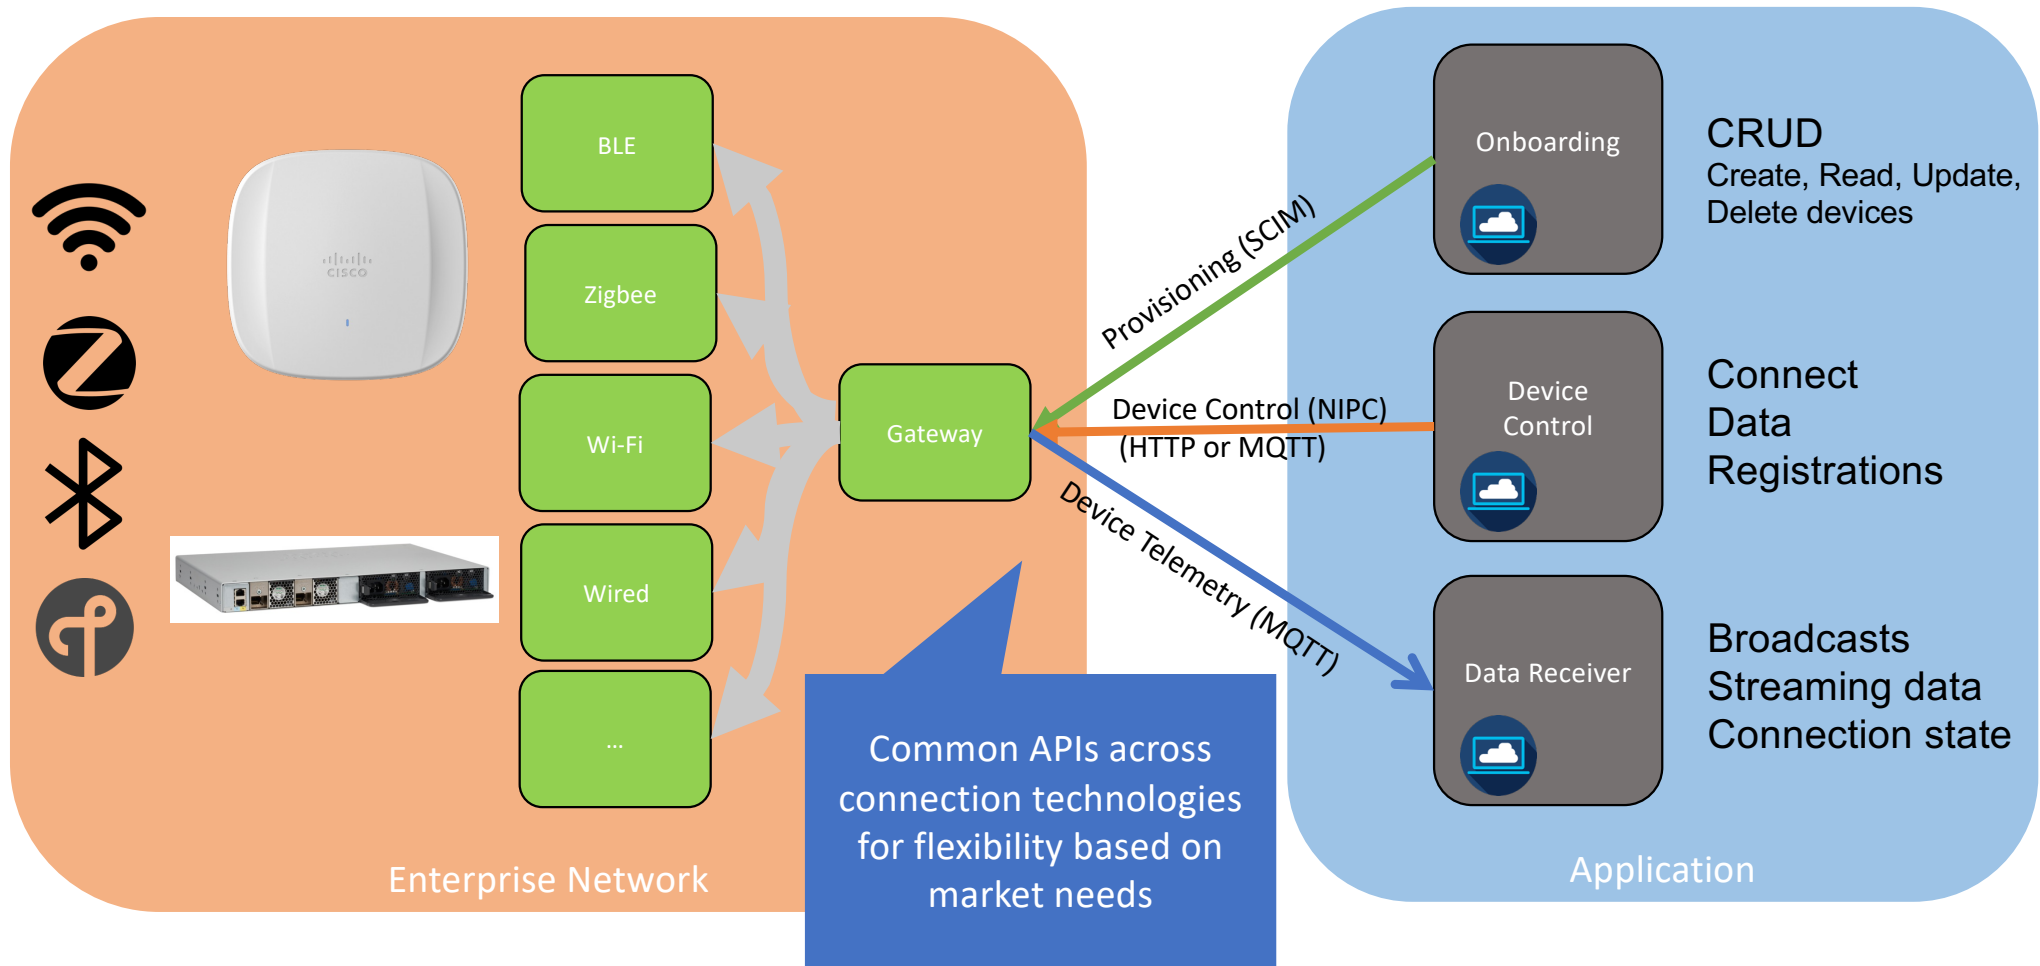 BLE
Zigbee
Wi-Fi
Wired
...
CISCO
Gateway
Enterprise Network
Provisioning (SCIM)
Device Control (NIPC)
(HTTP or MQTT)
Device Telemetry (MQTT)
Common APIs across
connection technologies
for flexibility based on
market needs
Onboarding
CRUD
Create, Read, Update,
Delete devices
Device
Control
Connect
Data
Registrations
Data Receiver
Broadcasts
Streaming data
Connection state
Application